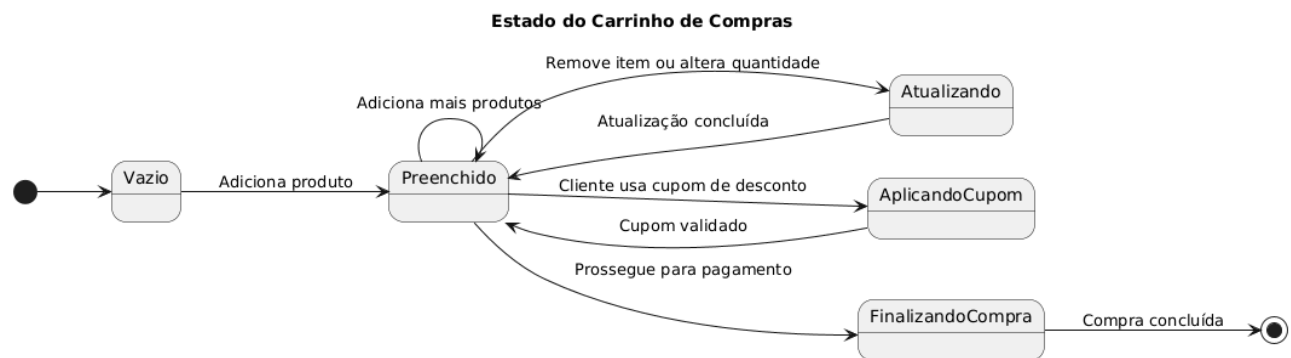 Estado do Carrinho de Compras
Remove item ou altera quantidade
Atualizando
Adiciona mais produtos
Atualização concluída
Vazio
Adiciona produto
Preenchido
Cliente usa cupom de desconto
AplicandoCupom
Cupom validado
Prossegue para pagamento
FinalizandoCompra
Compra concluída